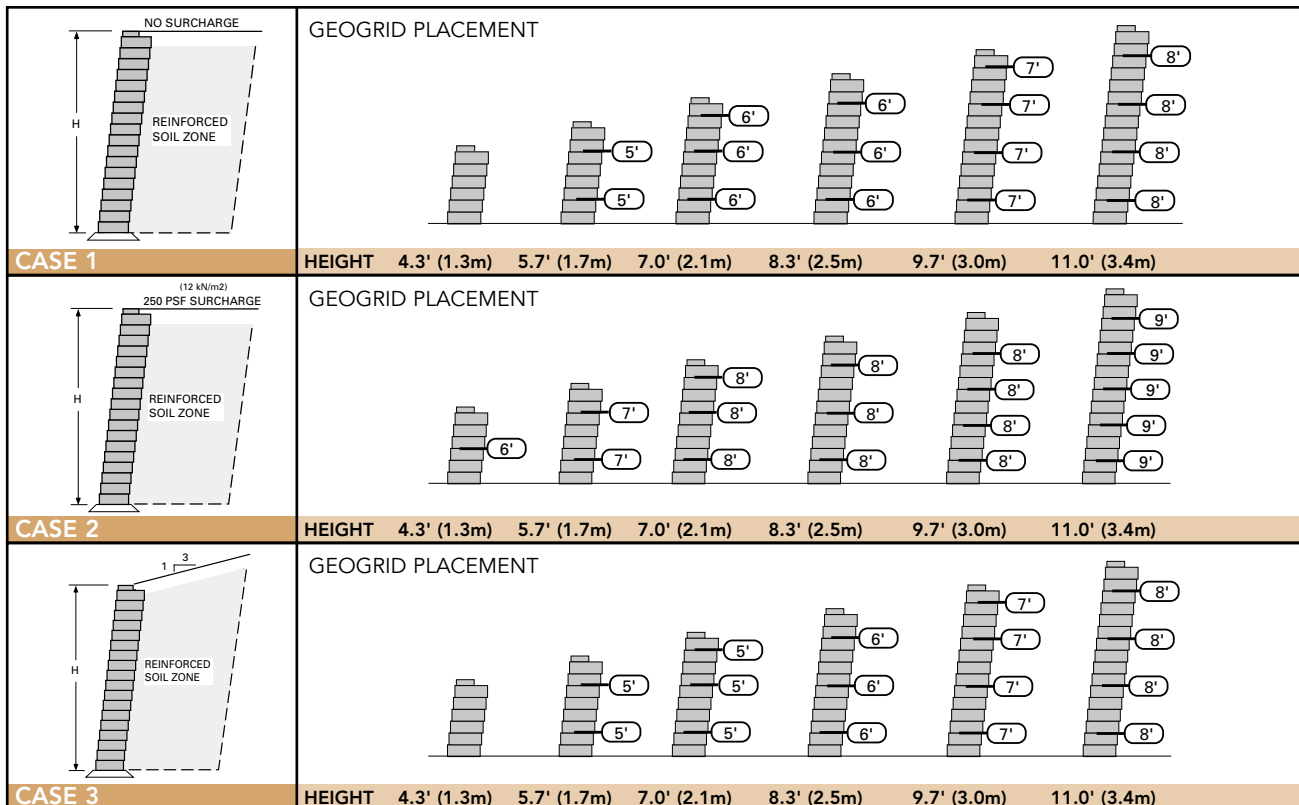 NO SURCHARGE
H
REINFORCED
SOIL ZONE
CASE 1
GEOGRID PLACEMENT
5'
5'
6'
6'
6'
6'
6'
6'
7'
7'
7'
7'
8'
8'
8'
8'
HEIGHT 4.3' (1.3m) 5.7' (1.7m) 7.0' (2.1m) 8.3' (2.5m) 9.7' (3.0m) 11.0' (3.4m)
(12 kN/m2)
250 PSF SURCHARGE
H
REINFORCED
SOIL ZONE
CASE 2
GEOGRID PLACEMENT
6'
7'
7'
8'
8'
8'
8'
8'
8'
8'
8'
8'
8'
9'
9'
9'
9'
9'
HEIGHT 4.3' (1.3m) 5.7' (1.7m) 7.0' (2.1m) 8.3' (2.5m) 9.7' (3.0m) 11.0' (3.4m)
3
1
H
REINFORCED
SOIL ZONE
CASE 3
GEOGRID PLACEMENT
5'
5'
5'
5'
5'
6'
6'
6'
7'
7'
7'
7'
8'
8'
8'
8'
HEIGHT 4.3' (1.3m) 5.7' (1.7m) 7.0' (2.1m) 8.3' (2.5m) 9.7' (3.0m) 11.0' (3.4m)